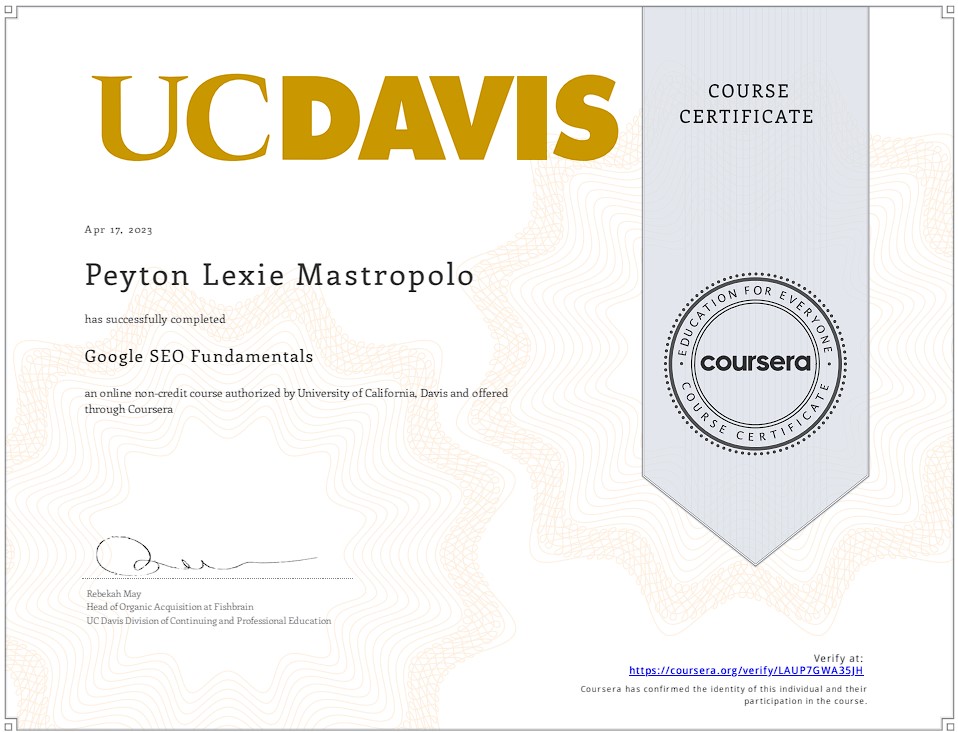 UCDAVIS
COURSE
CERTIFICATE
Apr 17, 2023
Peyton Lexie Mastropolo
has successfully completed
Google SEO Fundamentals
an online non-credit course authorized by University of California, Davis and offered
through Coursera
EDUCATION FOR EVERYONE
coursera
COURSE CERTIFICATE
Rebekah May
Head of Organic Acquisition at Fishbrain
UC Davis Division of Continuing and Professional Education
Verify at:
https://coursera.org/verify/LAUP7GWA35JH
Coursera has confirmed the identity of this individual and their
participation in the course.